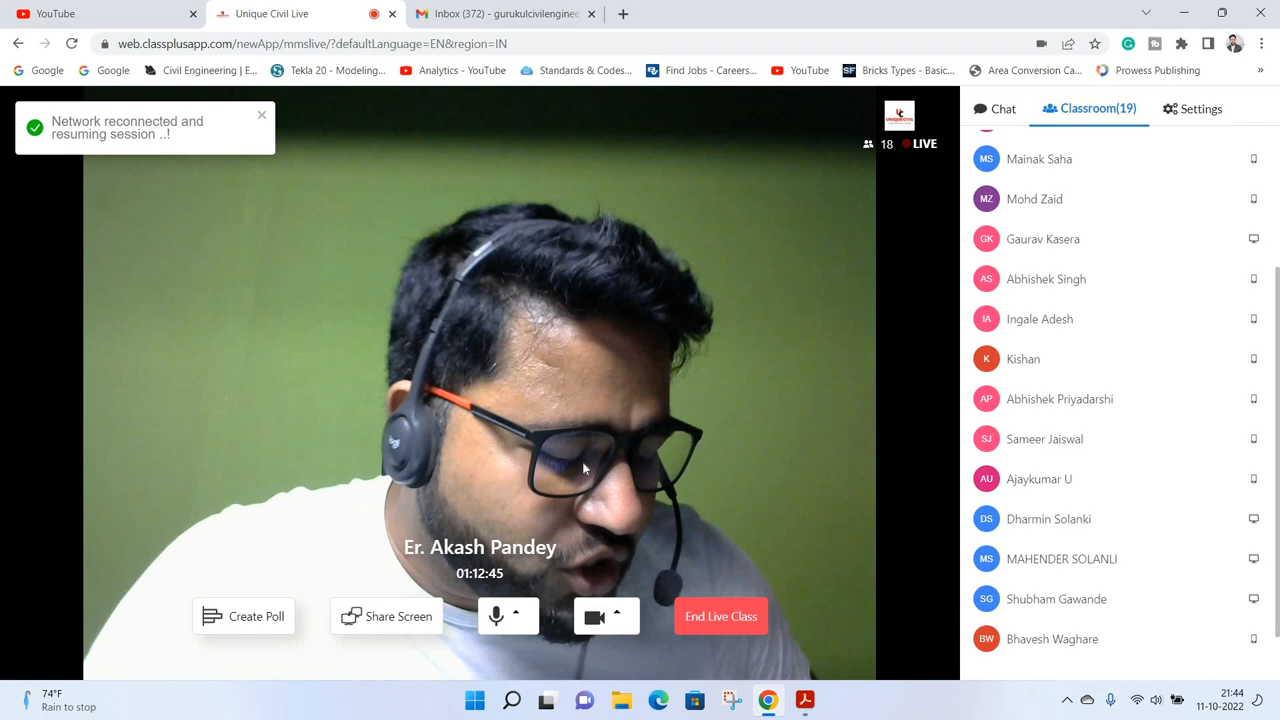 YouTube
Unique Civil Live
Inbox (372) - gurukulcivilenginee
web.classplusapp.com/newApp/mmslive/?defaultLanguage=EN&region=IN
Google
Google
Civil Engineering | E...
Tekla 20 - Modeling...
Analytics - YouTube
Standards & Codes...
Find Jobs - Careers...
YouTube
SF
Bricks Types - Basic...
Area Conversion Ca...
Prowess Publishing
»
Network reconnected and
resuming session ..!
UNIQUE CIVIL
18 LIVE
Chat
Classroom(19)
Settings
MS Mainak Saha
MZ Mohd Zaid
GK Gaurav Kasera
AS Abhishek Singh
IA Ingale Adesh
K Kishan
AP Abhishek Priyadarshi
SJ Sameer Jaiswal
AU Ajaykumar U
DS Dharmin Solanki
MS MAHENDER SOLANLI
SG Shubham Gawande
BW Bhavesh Waghare
Er. Akash Pandey
01:12:45
Create Poll
Share Screen
End Live Class
74°F
Rain to stop
21:44
11-10-2022